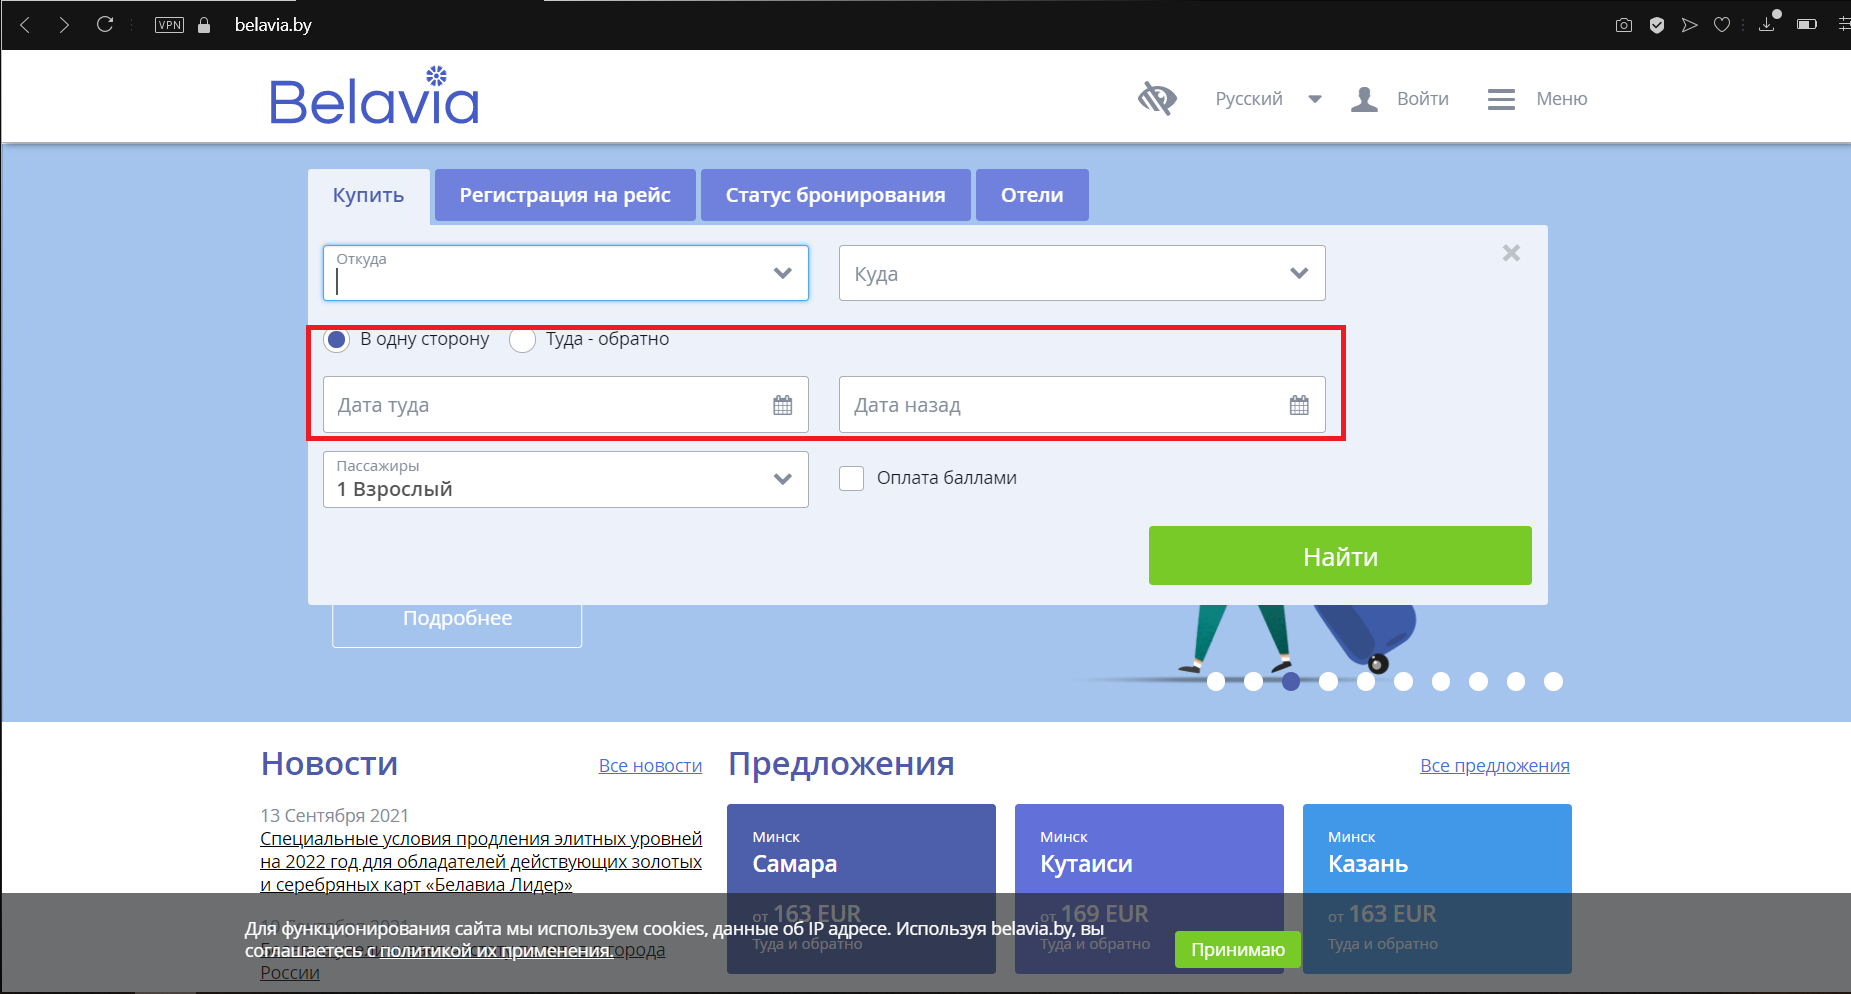 VPN belavia.by
Belavia
Русский Войти Меню
Купить Регистрация на рейс Статус бронирования Отели
Откуда
Куда
В одну сторону Туда - обратно
Дата туда Дата назад
Пассажиры
1 Взрослый
Оплата баллами
Найти
Подробнее
Новости Все новости
13 Сентября 2021
Специальные условия продления элитных уровней
на 2022 год для обладателей действующих золотых
и серебряных карт «Белавиа Лидер»
России
Предложения Все предложения
Минск
Самара
от 163 EUR
Туда и обратно
Минск
Кутаиси
от 169 EUR
Туда и обратно
Минск
Казань
от 163 EUR
Туда и обратно
Для функционирования сайта мы используем cookies, данные об IP адресе. Используя belavia.by, вы
соглашаетесь с политикой их применения.
Принимаю